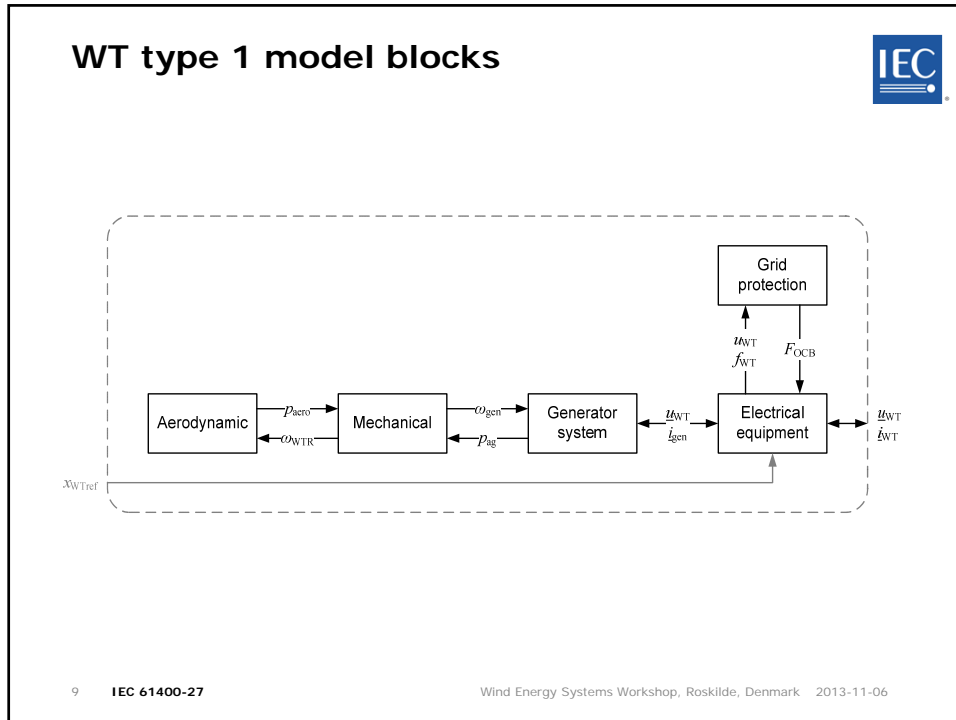 WT type 1 model blocks
IEC
®
Grid
protection
uWT
fWT
FOCB
Aerodynamic
paero
ωWTR
Mechanical
ωgen
pag
Generator
system
uWT
igen
Electrical
equipment
uWT
iWT
xWTref
9 IEC 61400-27 Wind Energy Systems Workshop, Roskilde, Denmark 2013-11-06